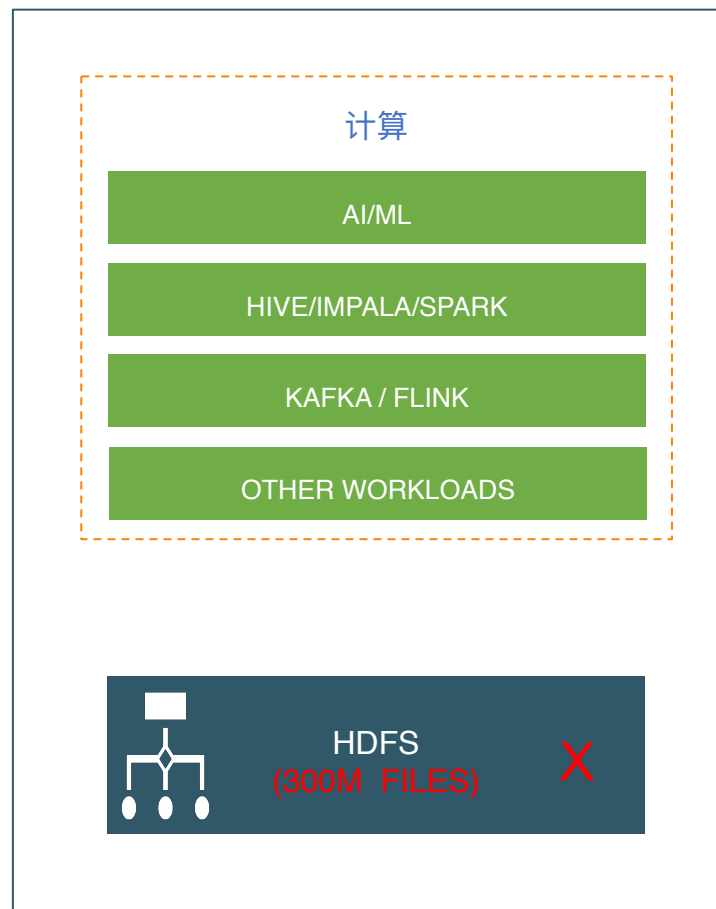 计算
AI/ML
HIVE/IMPALA/SPARK
KAFKA / FLINK
OTHER WORKLOADS
HDFS
(300M FILES)
X